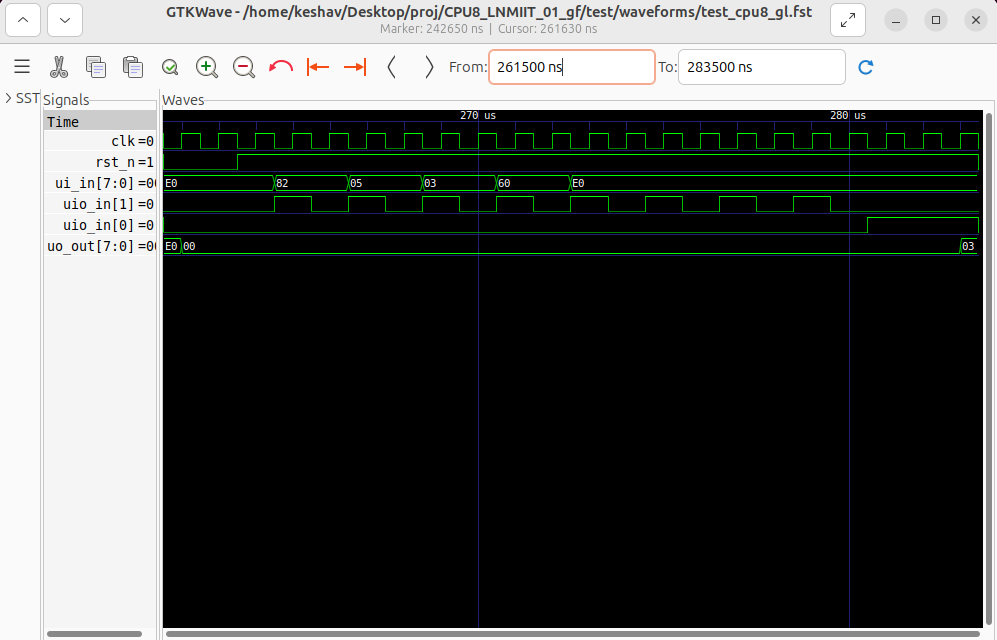 GTKWave - /home/keshav/Desktop/proj/CPU8_LNMIIT_01_gf/test/waveforms/test_cpu8_gl.fst
Marker: 242650 ns | Cursor: 261630 ns
From: 261500 ns To: 283500 ns
SST Signals Waves
Time 270 us 280 us
clk=0
rst_n=1
ui_in[7:0]=00 E0 82 05 03 60 E0
uio_in[1]=0
uio_in[0]=0
uo_out[7:0]=00 E0 00 03